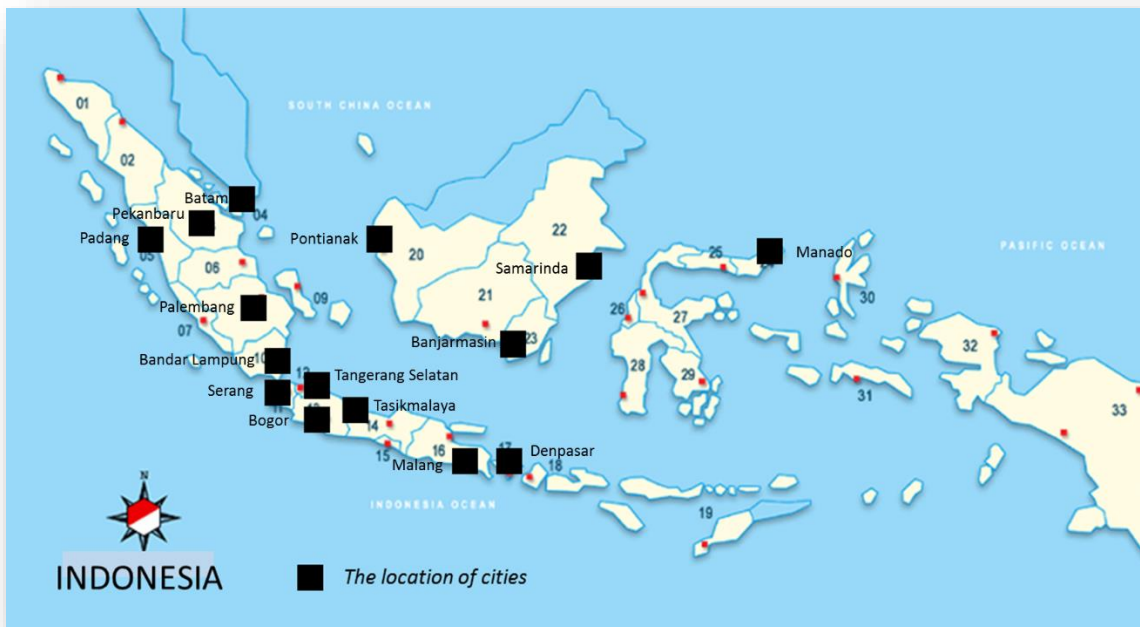 01
SOUTH CHINA OCEAN
02
Batam
04
Pekanbaru
Padang
05
Pontianak
20
22
25
Manado
PASIFIC OCEAN
06
Samarinda
21
09
30
Palembang
07
26
27
Banjarmasin
23
32
Bandar Lampung
10
28
29
31
33
Tangerang Selatan
Serang
Tasikmalaya
Bogor
14
15
16
17
Denpasar
Malang
18
INDONESIA OCEAN
19
N
INDONESIA
The location of cities